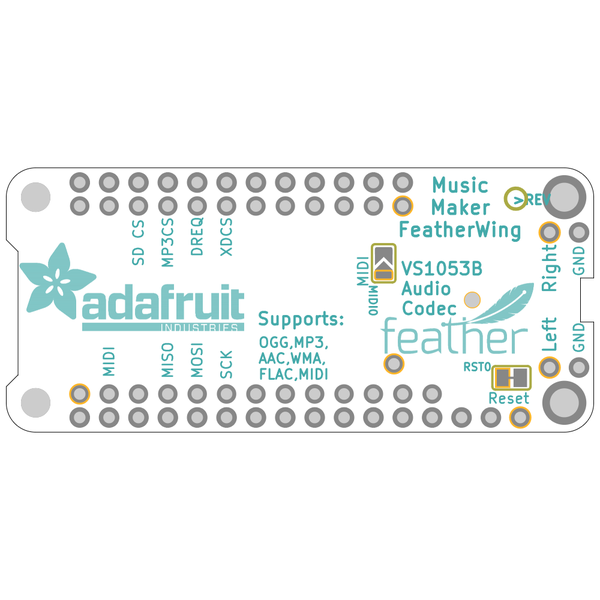 Music
Maker
FeatherWing
VS1053B
Audio
Codec
>REV
SD CS
MP3CS
DREQ
XDCS
MIDI
MIDI0
Right
GND
Left
GND
adafruit
INDUSTRIES
feather
Supports:
OGG,MP3,
AAC,WMA,
FLAC,MIDI
MIDI
MISO
MOSI
SCK
RST0
Reset